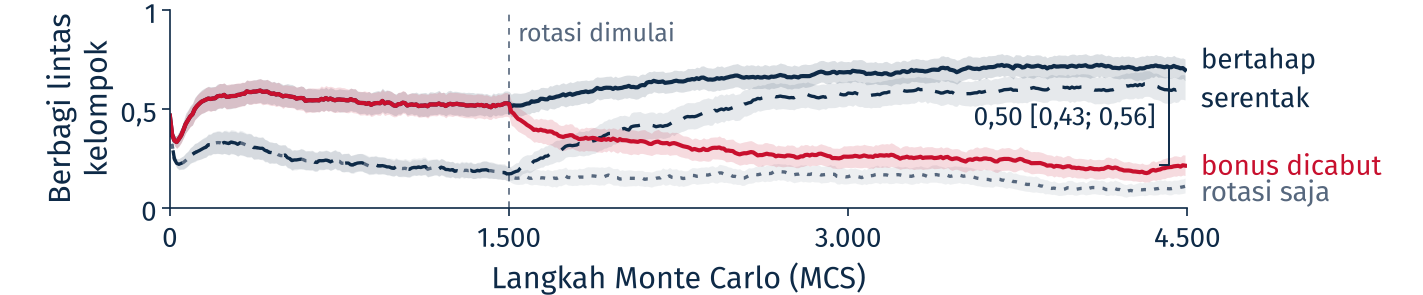 Berbagi lintas
kelompok
1
0,5
0
rotasi dimulai
bertahap
serentak
0,50 [0,43; 0,56]
bonus dicabut
rotasi saja
0
1.500
3.000
4.500
Langkah Monte Carlo (MCS)